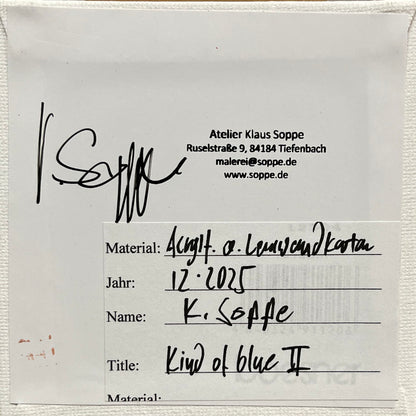 K. Soppe
Atelier Klaus Soppe
Ruselstraße 9, 84184 Tiefenbach
malerei@soppe.de
www.soppe.de
Material: Acrylf. a. Leinwandkarton
Jahr: 12.2025
Name: K. Soppe
Title: Kind of blue II
Material: